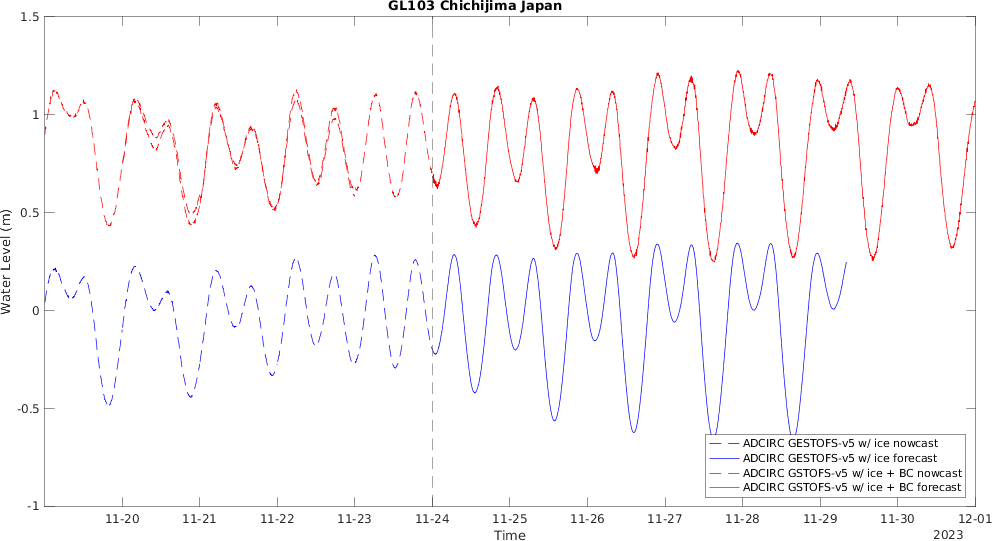 GL103 Chichijima Japan
1.5
1
0.5
0
-0.5
-1
Water Level (m)
ADCIRC GESTOFS-v5 w/ ice nowcast
ADCIRC GESTOFS-v5 w/ ice forecast
ADCIRC GSTOFS-v5 w/ ice + BC nowcast
ADCIRC GSTOFS-v5 w/ ice + BC forecast
11-20 11-21 11-22 11-23 11-24 11-25 11-26 11-27 11-28 11-29 11-30 12-01
Time
2023